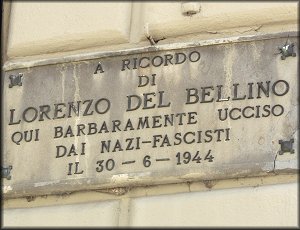 A RICORDO
DI
LORENZO DEL BELLINO
QUI BARBARAMENTE UCCISO
DAI NAZI-FASCISTI
IL 30-6-1944